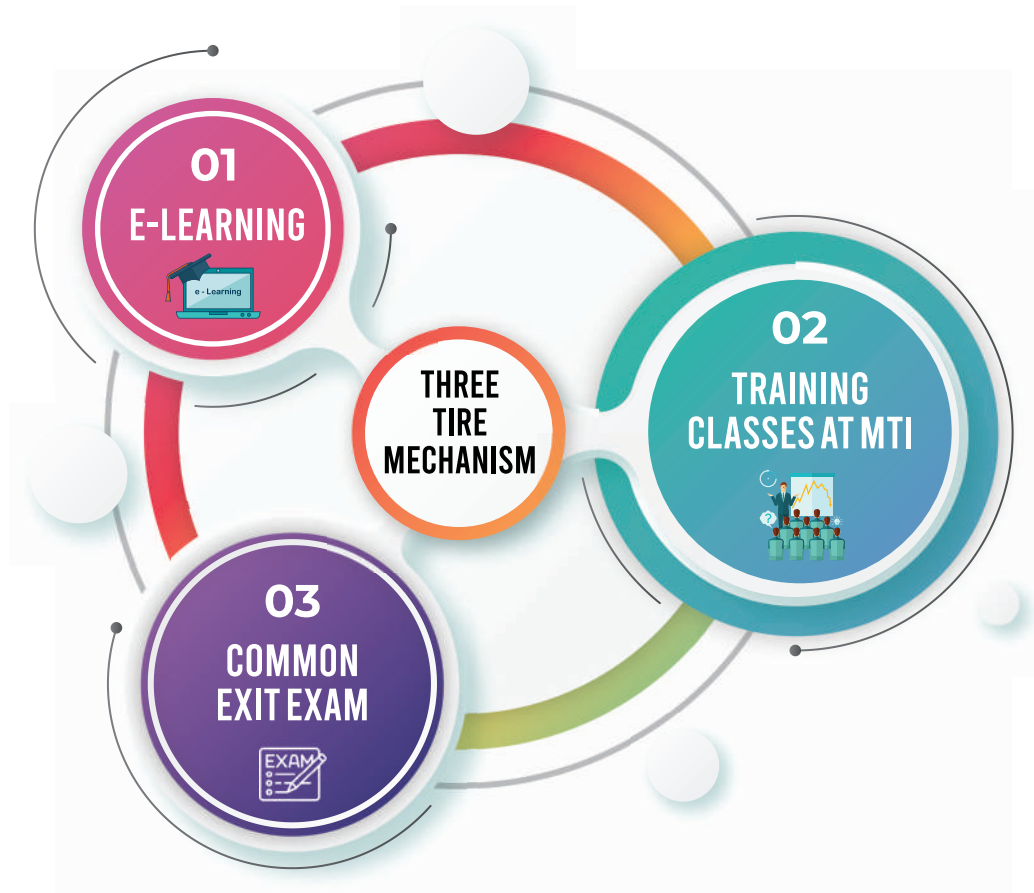 01
E-LEARNING
e - Learning
THREE
TIRE
MECHANISM
02
TRAINING
CLASSES AT MTI
?
03
COMMON
EXIT EXAM
EXAM